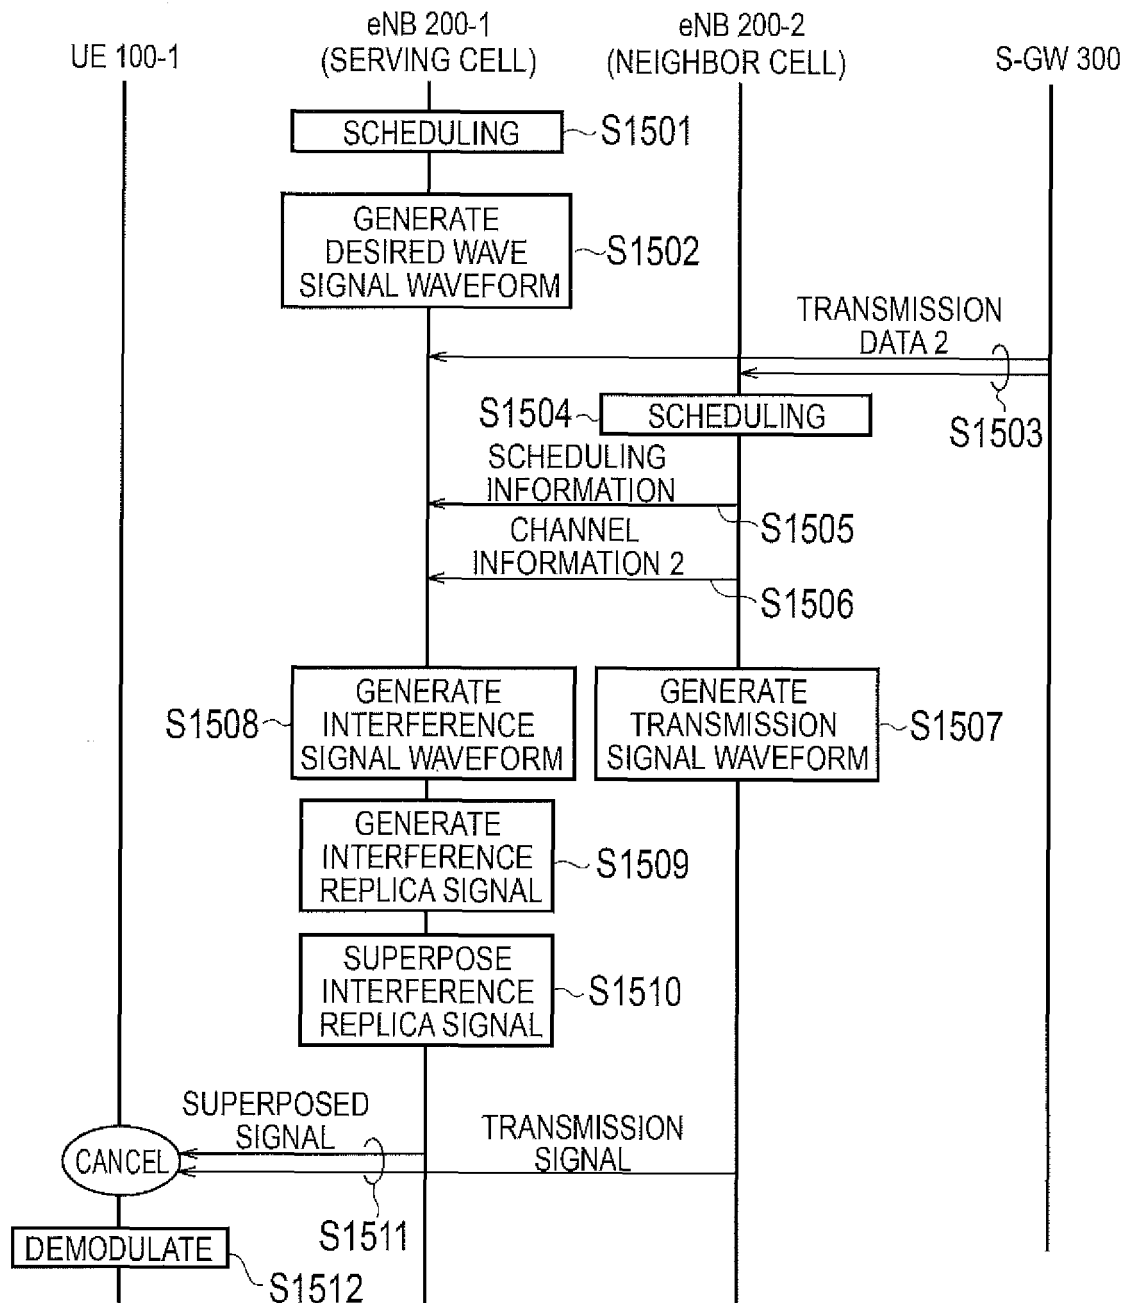 UE 100-1
eNB 200-1
(SERVING CELL)
eNB 200-2
(NEIGHBOR CELL)
S-GW 300
SCHEDULING
S1501
GENERATE
DESIRED WAVE
SIGNAL WAVEFORM
S1502
TRANSMISSION
DATA 2
S1503
S1504
SCHEDULING
SCHEDULING
INFORMATION
S1505
CHANNEL
INFORMATION 2
S1506
S1508
GENERATE
INTERFERENCE
SIGNAL WAVEFORM
GENERATE
TRANSMISSION
SIGNAL WAVEFORM
S1507
GENERATE
INTERFERENCE
REPLICA SIGNAL
S1509
SUPERPOSE
INTERFERENCE
REPLICA SIGNAL
S1510
SUPERPOSED
SIGNAL
TRANSMISSION
SIGNAL
CANCEL
S1511
DEMODULATE
S1512